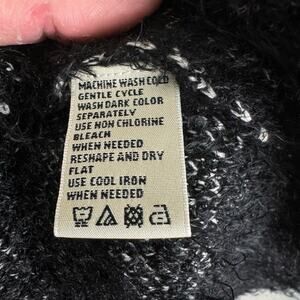 MACHINE WASH COLD
GENTLE CYCLE
WASH DARK COLOR
SEPARATELY
USE NON CHLORINE
BLEACH
WHEN NEEDED
RESHAPE AND DRY
FLAT
USE COOL IRON
WHEN NEEDED